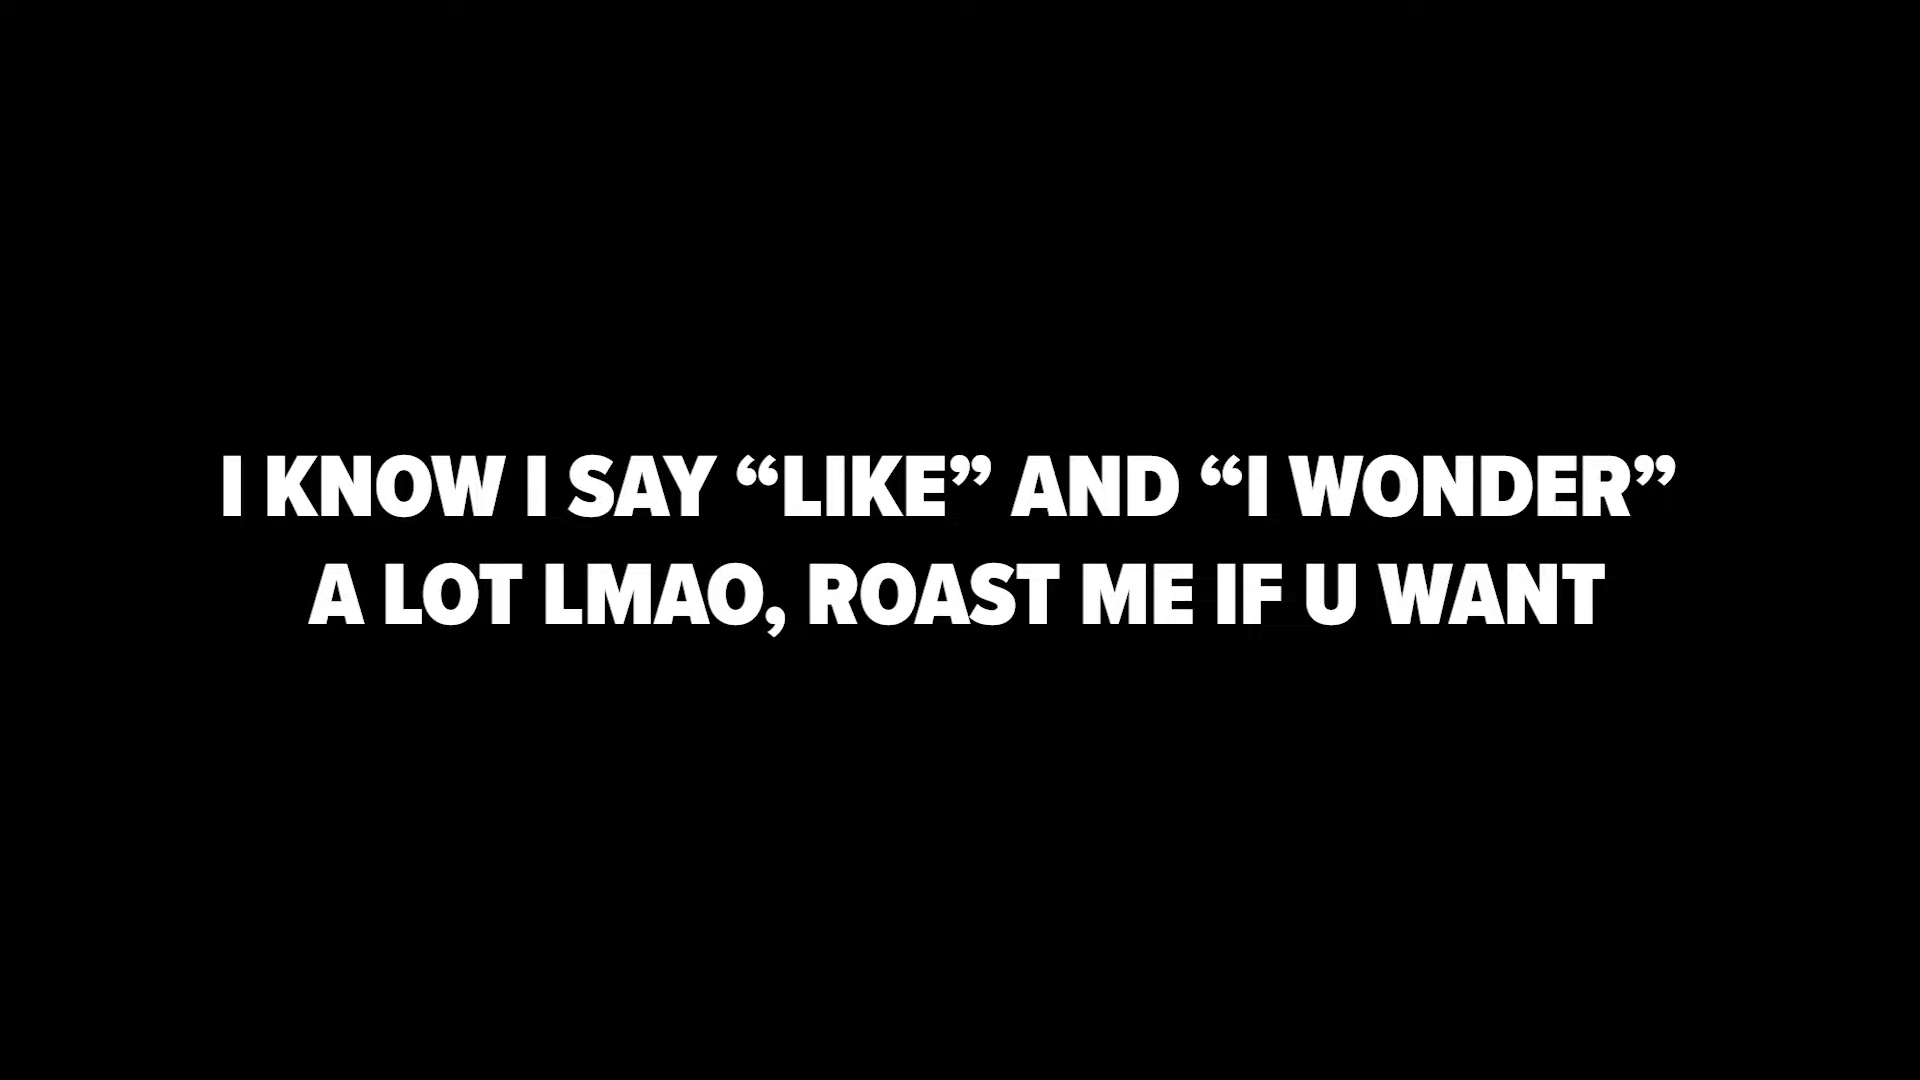 I KNOW I SAY “LIKE” AND “I WONDER”
A LOT LMAO, ROAST ME IF U WANT